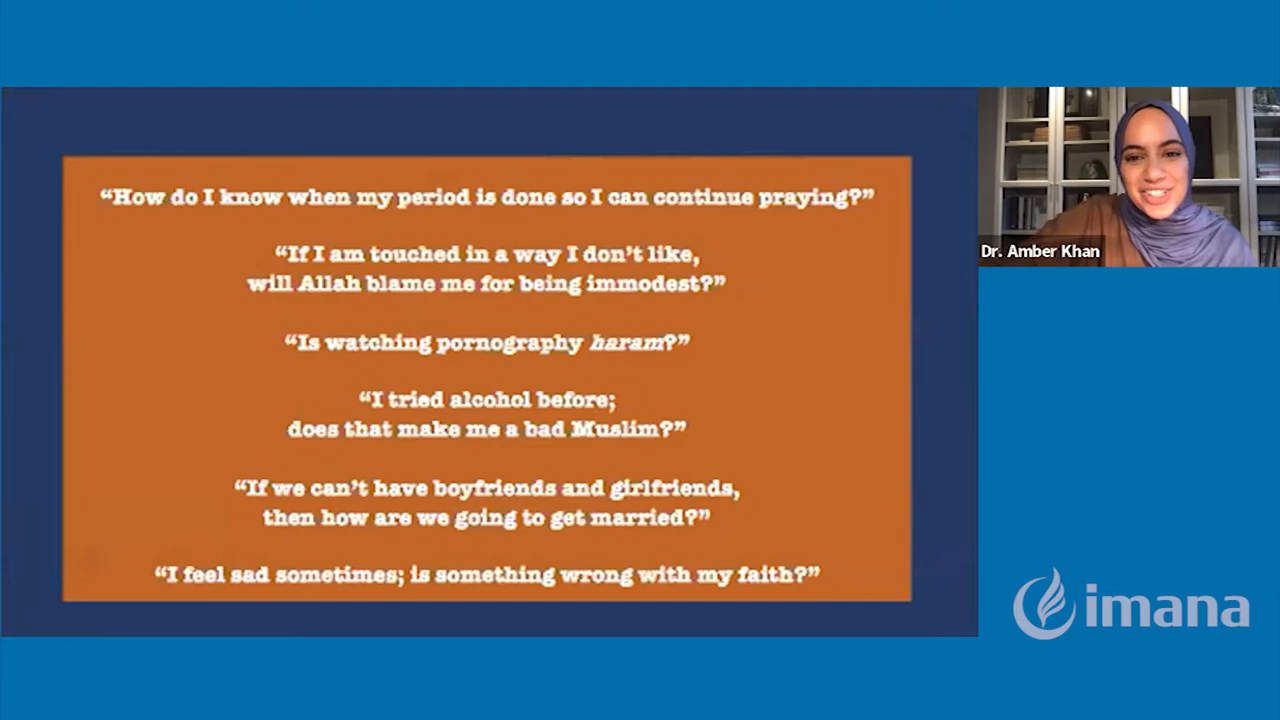 “How do I know when my period is done so I can continue praying?”
“If I am touched in a way I don’t like,
will Allah blame me for being immodest?”
“Is watching pornography haram?”
“I tried alcohol before;
does that make me a bad Muslim?”
“If we can’t have boyfriends and girlfriends,
then how are we going to get married?”
“I feel sad sometimes; is something wrong with my faith?”
Dr. Amber Khan
imana